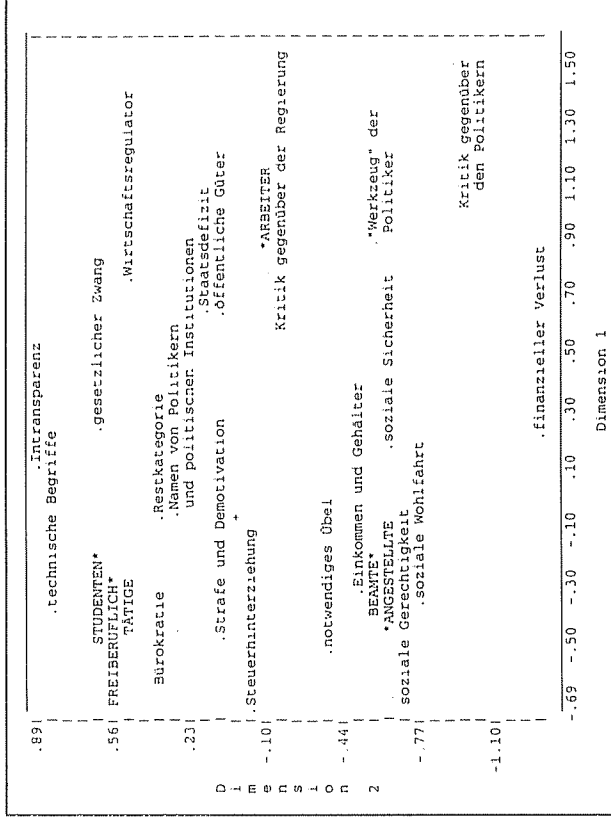 .89|
.Intransparenz
.technische Begriffe
STUDENTEN*
.gesetzlicher Zwang
.56|
FREIBERUFLICH*
TÄTIGE
.Wirtschaftsregulator
Bürokratie
.Restkategorie
.Namen von Politikern
.23|
und politischen Institutionen
.Staatsdefizit
.Strafe und Demotivation
.öffentliche Güter
+
.Steuerhinterziehung
-.10|
*ARBEITER
Kritik gegenüber der Regierung
.notwendiges Übel
-.44|
.Einkommen und Gehälter
BEAMTE*
."Werkzeug" der
*ANGESTELLTE
.soziale Sicherheit
Politiker
soziale Gerechtigkeit
-.77|
.soziale Wohlfahrt
Kritik gegenüber
den Politikern
-1.10|
.finanzieller Verlust
-.69 -.50 -.30 -.10 .10 .30 .50 .70 .90 1.10 1.30 1.50
Dimension 1
Dimension 2